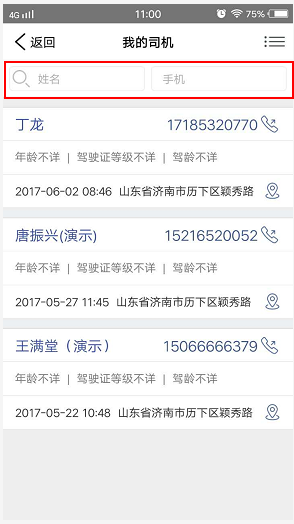 4G 11:00 75%
返回 我的司机
姓名 手机
丁龙 17185320770
年龄不详 | 驾驶证等级不详 | 驾龄不详
2017-06-02 08:46 山东省济南市历下区颖秀路
唐振兴(演示) 15216520052
年龄不详 | 驾驶证等级不详 | 驾龄不详
2017-05-27 11:45 山东省济南市历下区颖秀路
王满堂（演示） 15066666379
年龄不详 | 驾驶证等级不详 | 驾龄不详
2017-05-22 10:48 山东省济南市历下区颖秀路